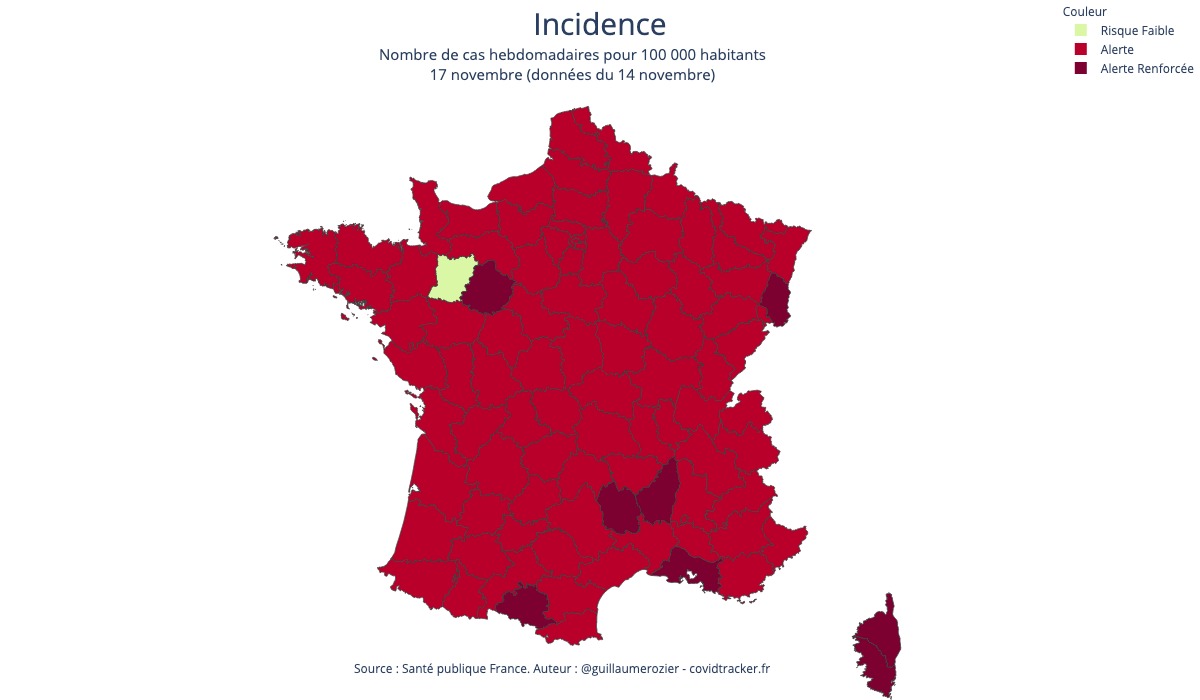 Incidence
Nombre de cas hebdomadaires pour 100 000 habitants
17 novembre (données du 14 novembre)
Couleur
Risque Faible
Alerte
Alerte Renforcée
Source : Santé publique France. Auteur : @guillaumerozier - covidtracker.fr